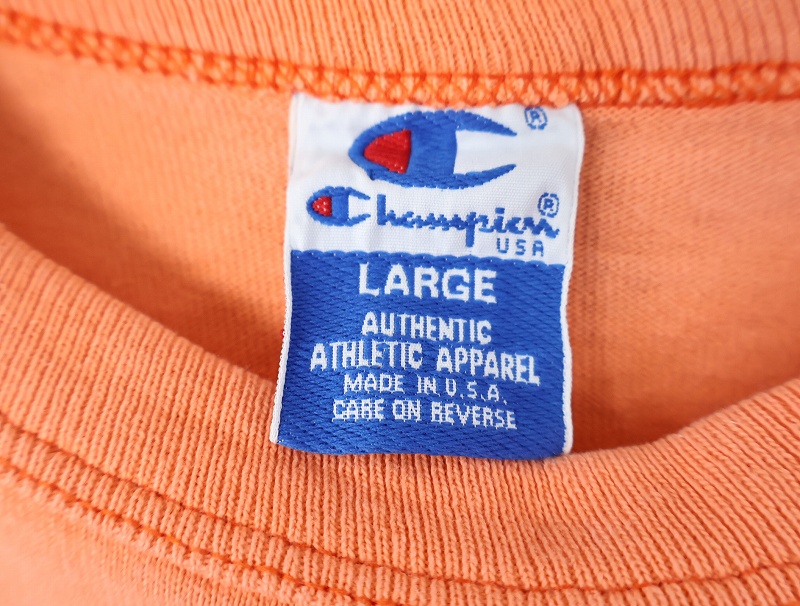 ®
Champion®
USA
LARGE
AUTHENTIC
ATHLETIC APPAREL
MADE IN U.S.A.
CARE ON REVERSE